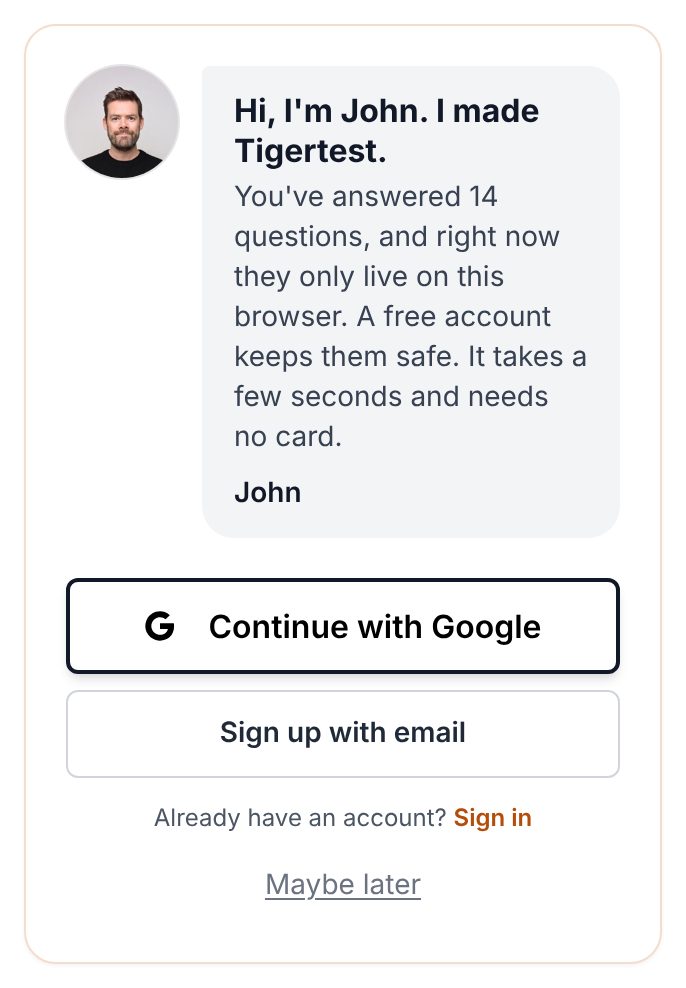 Hi, I'm John. I made
Tigertest.
You've answered 14
questions, and right now
they only live on this
browser. A free account
keeps them safe. It takes a
few seconds and needs
no card.
John
Continue with Google
Sign up with email
Already have an account? Sign in
Maybe later